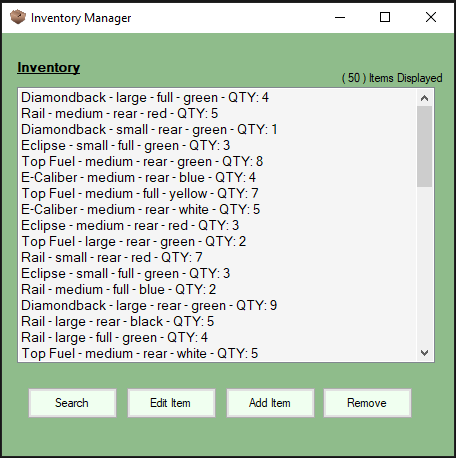 Inventory Manager
Inventory
( 50 ) Items Displayed
Diamondback - large - full - green - QTY: 4
Rail - medium - rear - red - QTY: 5
Diamondback - small - rear - green - QTY: 1
Eclipse - small - full - green - QTY: 3
Top Fuel - medium - rear - green - QTY: 8
E-Caliber - medium - rear - blue - QTY: 4
Top Fuel - medium - full - yellow - QTY: 7
E-Caliber - medium - rear - white - QTY: 5
Eclipse - medium - rear - red - QTY: 3
Top Fuel - large - rear - green - QTY: 2
Rail - small - rear - red - QTY: 7
Eclipse - small - full - green - QTY: 3
Rail - medium - full - blue - QTY: 2
Diamondback - large - rear - green - QTY: 9
Rail - large - rear - black - QTY: 5
Rail - large - full - green - QTY: 4
Top Fuel - medium - rear - white - QTY: 5
Search Edit Item Add Item Remove